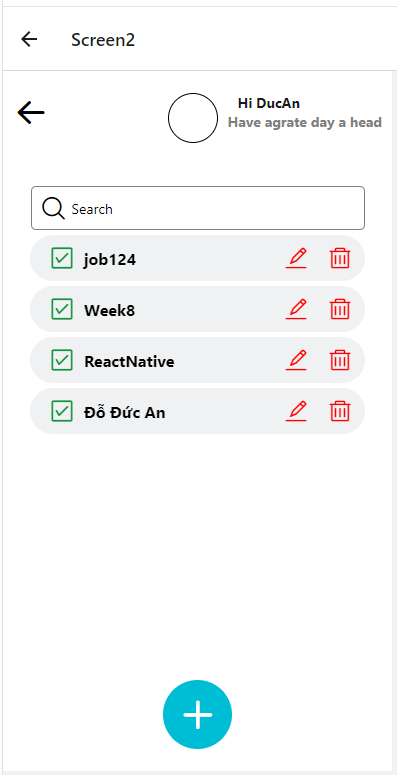 Screen2
Hi DucAn
Have agrate day a head
Search
job124
Week8
ReactNative
Đỗ Đức An